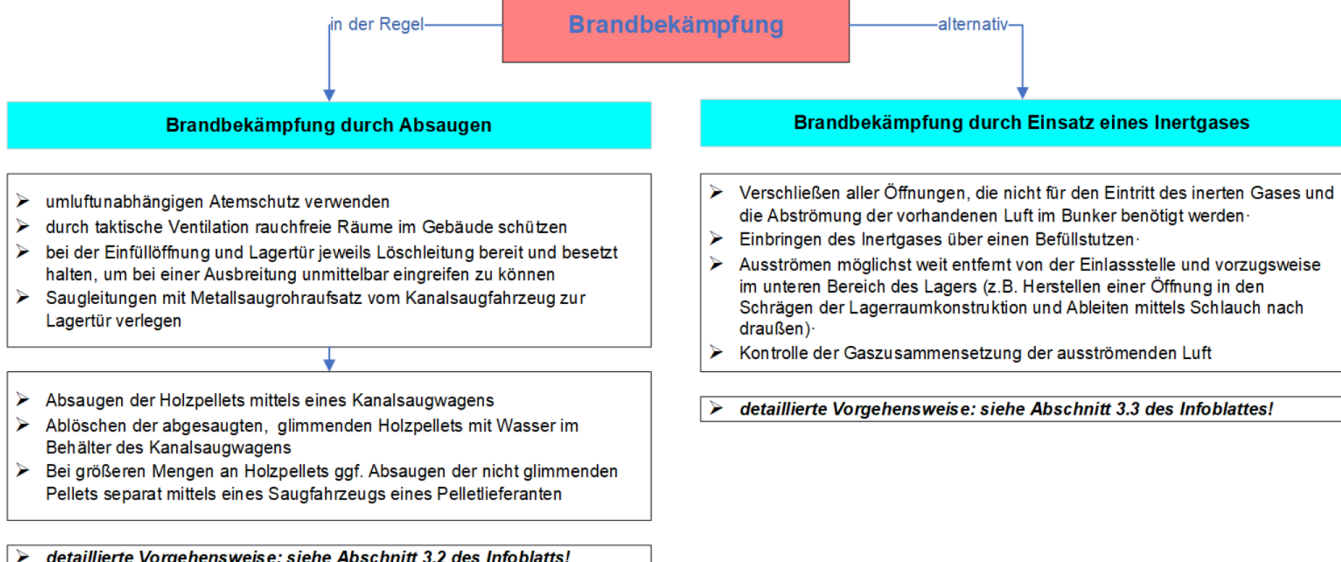 in der Regel
Brandbekämpfung
alternativ
Brandbekämpfung durch Absaugen
➢ umluftunabhängigen Atemschutz verwenden
➢ durch taktische Ventilation rauchfreie Räume im Gebäude schützen
➢ bei der Einfüllöffnung und Lagertür jeweils Löschleitung bereit und besetzt
halten, um bei einer Ausbreitung unmittelbar eingreifen zu können
➢ Saugleitungen mit Metallsaugrohraufsatz vom Kanalsaugfahrzeug zur
Lagertür verlegen
➢ Absaugen der Holzpellets mittels eines Kanalsaugwagens
➢ Ablöschen der abgesaugten, glimmenden Holzpellets mit Wasser im
Behälter des Kanalsaugwagens
➢ Bei größeren Mengen an Holzpellets ggf. Absaugen der nicht glimmenden
Pellets separat mittels eines Saugfahrzeugs eines Pelletlieferanten
➢ detaillierte Vorgehensweise: siehe Abschnitt 3.2 des Infoblatts!
Brandbekämpfung durch Einsatz eines Inertgases
➢ Verschließen aller Öffnungen, die nicht für den Eintritt des inerten Gases und
die Abströmung der vorhandenen Luft im Bunker benötigt werden·
➢ Einbringen des Inertgases über einen Befüllstutzen·
➢ Ausströmen möglichst weit entfernt von der Einlassstelle und vorzugsweise
im unteren Bereich des Lagers (z.B. Herstellen einer Öffnung in den
Schrägen der Lagerraumkonstruktion und Ableiten mittels Schlauch nach
draußen)·
➢ Kontrolle der Gaszusammensetzung der ausströmenden Luft
➢ detaillierte Vorgehensweise: siehe Abschnitt 3.3 des Infoblattes!